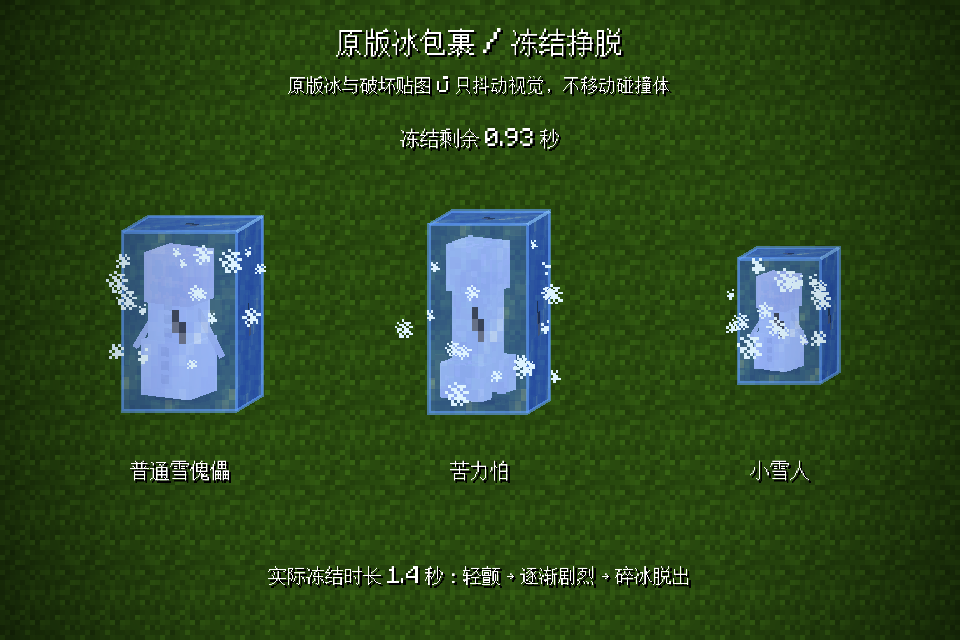 原版冰包裹 / 冻结挣脱
原版冰与破坏贴图 Ü 只抖动视觉，不移动碰撞体
冻结剩余 0.93 秒
普通雪傀儡
苦力怕
小雪人
实际冻结时长 1.4 秒：轻颤 → 逐渐剧烈 → 碎冰脱出